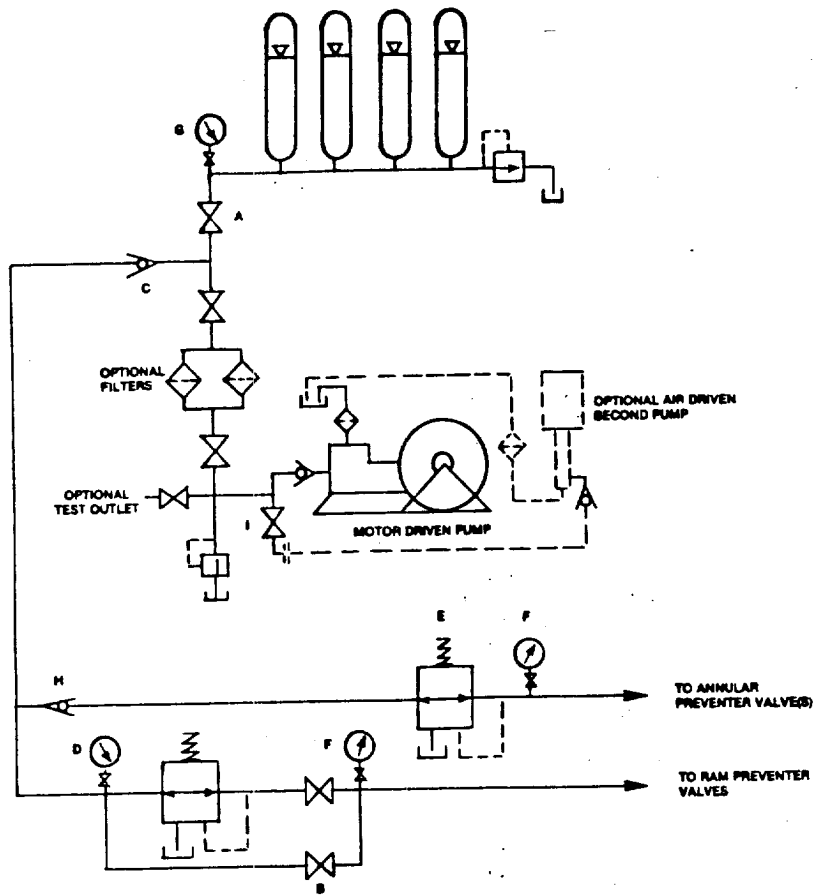 G
A
C
OPTIONAL
FILTERS
OPTIONAL AIR DRIVEN
SECOND PUMP
OPTIONAL
TEST OUTLET
I
MOTOR DRIVEN PUMP
E
F
H
TO ANNULAR
PREVENTER VALVE(S)
D
F
TO RAM PREVENTER
VALVES
B